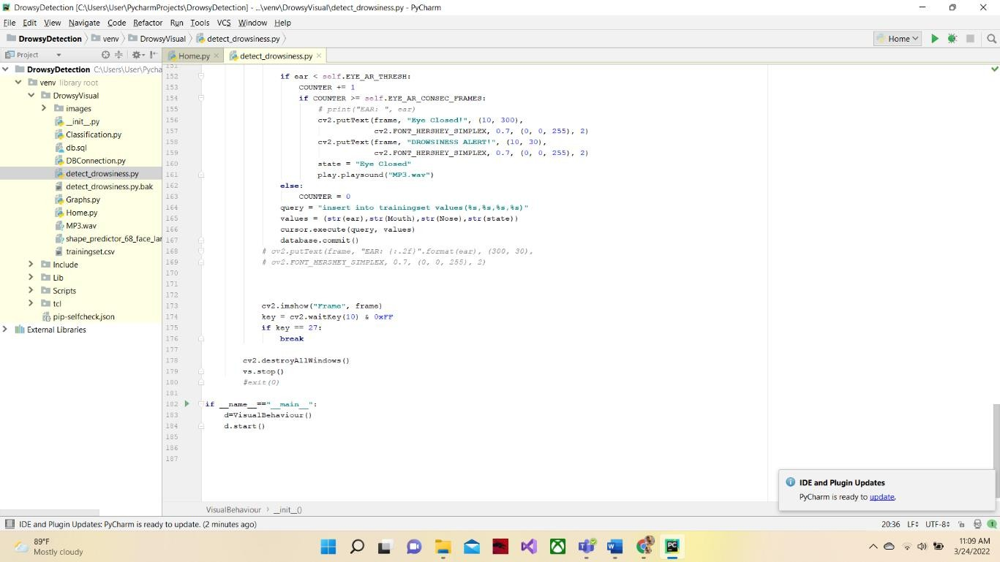 DrowsyDetection [C:\Users\User\PycharmProjects\DrowsyDetection] - ...\venv\DrowsyVisual\detect_drowsiness.py - PyCharm
File Edit View Navigate Code Refactor Run Tools VCS Window Help
DrowsyDetection venv DrowsyVisual detect_drowsiness.py Home
Project Home.py detect_drowsiness.py
DrowsyDetection C:\Users\User\Pycha
venv library root
DrowsyVisual
images
__init__.py
Classification.py
db.sql
DBConnection.py
detect_drowsiness.py
detect_drowsiness.py.bak
Graphs.py
Home.py
MP3.wav
shape_predictor_68_face_lar
trainingset.csv
Include
Lib
Scripts
tcl
pip-selfcheck.json
External Libraries
151
152 if ear < self.EYE_AR_THRESH:
153 COUNTER += 1
154 if COUNTER >= self.EYE_AR_CONSEC_FRAMES:
155 # print("EAR: ", ear)
156 cv2.putText(frame, "Eye Closed!", (10, 300),
157 cv2.FONT_HERSHEY_SIMPLEX, 0.7, (0, 0, 255), 2)
158 cv2.putText(frame, "DROWSINESS ALERT!", (10, 30),
159 cv2.FONT_HERSHEY_SIMPLEX, 0.7, (0, 0, 255), 2)
160 state = "Eye Closed"
161 play.playsound("MP3.wav")
162 else:
163 COUNTER = 0
164 query = "insert into trainingset values(%s,%s,%s,%s)"
165 values = (str(ear),str(Mouth),str(Nose),str(state))
166 cursor.execute(query, values)
167 database.commit()
168 # cv2.putText(frame, "EAR: {:.2f}".format(ear), (300, 30),
169 # cv2.FONT_HERSHEY_SIMPLEX, 0.7, (0, 0, 255), 2)
170
171
172
173 cv2.imshow("Frame", frame)
174 key = cv2.waitKey(10) & 0xFF
175 if key == 27:
176 break
177
178 cv2.destroyAllWindows()
179 vs.stop()
180 #exit(0)
181
182 if __name__=="__main__":
183 d=VisualBehaviour()
184 d.start()
185
186
187
IDE and Plugin Updates
PyCharm is ready to update.
VisualBehaviour __init__()
IDE and Plugin Updates: PyCharm is ready to update. (2 minutes ago) 20:36 LF UTF-8 1
89°F
Mostly cloudy
11:09 AM
3/24/2022